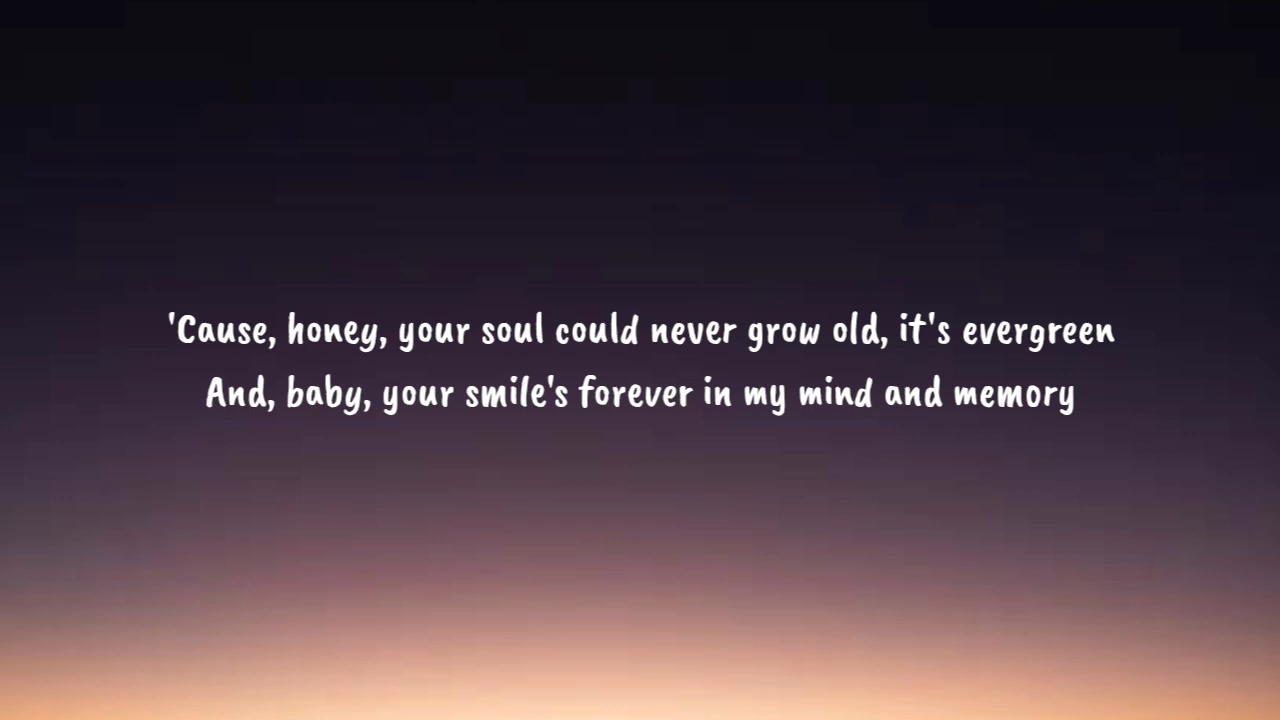 'Cause, honey, your soul could never grow old, it's evergreen
And, baby, your smile's forever in my mind and memory